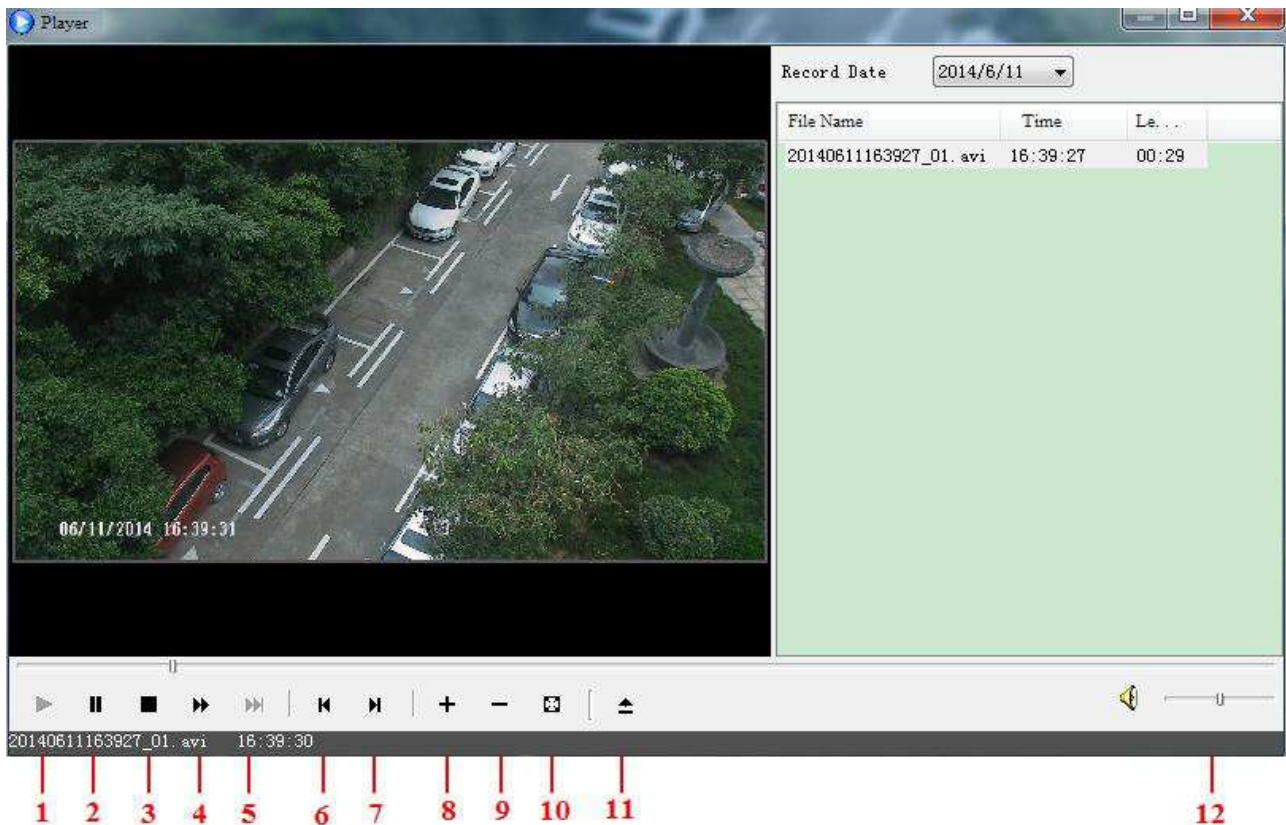 Player
Record Date 2014/6/11
File Name Time Le...
20140611163927_01.avi 16:39:27 00:29
06/11/2014 16:39:31
20140611163927_01.avi 16:39:30
1 2 3 4 5 6 7 8 9 10 11 12